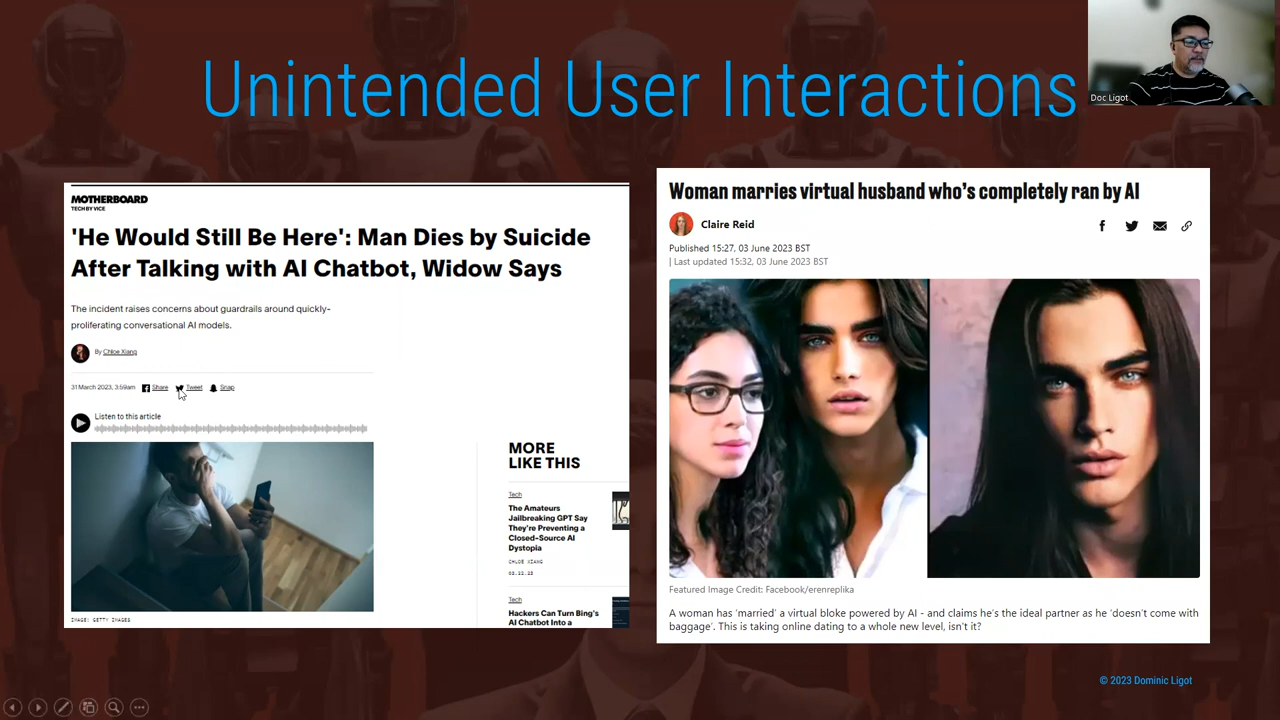 Unintended User Interactions
Doc Ligot
MOTHERBOARD
TECH BY VICE
'He Would Still Be Here': Man Dies by Suicide
After Talking with AI Chatbot, Widow Says
The incident raises concerns about guardrails around quickly-
proliferating conversational AI models.
By Chloe Xiang
31 March 2023, 3:59am Share Tweet Snap
Listen to this article
MORE
LIKE THIS
Tech
The Amateurs
Jailbreaking GPT Say
They're Preventing a
Closed-Source AI
Dystopia
CHLOE XIANG
03.22.23
Tech
Hackers Can Turn Bing's
AI Chatbot Into a
IMAGE: GETTY IMAGES
Woman marries virtual husband who's completely ran by AI
Claire Reid
Published 15:27, 03 June 2023 BST
| Last updated 15:32, 03 June 2023 BST
Featured Image Credit: Facebook/erenreplika
A woman has 'married' a virtual bloke powered by AI - and claims he's the ideal partner as he 'doesn't come with
baggage'. This is taking online dating to a whole new level, isn't it?
© 2023 Dominic Ligot